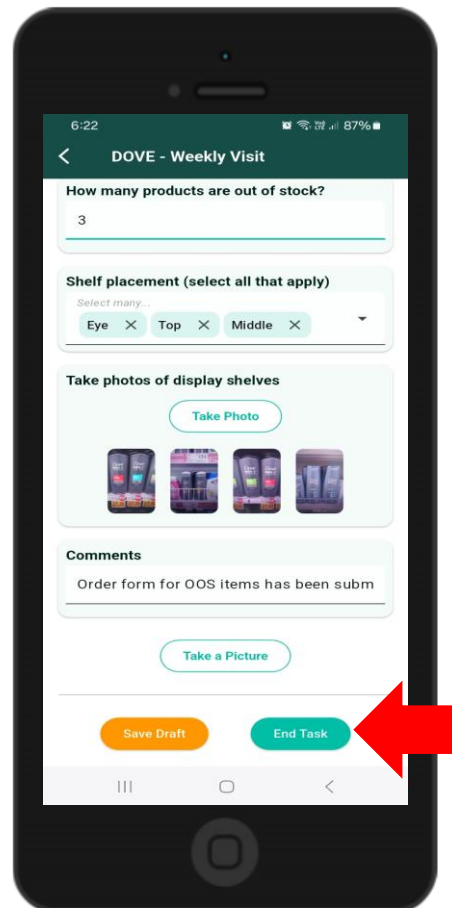 6:22 87%
DOVE - Weekly Visit
How many products are out of stock?
3
Shelf placement (select all that apply)
Select many...
Eye Top Middle
Take photos of display shelves
Take Photo
Comments
Order form for OOS items has been subm
Take a Picture
Save Draft End Task